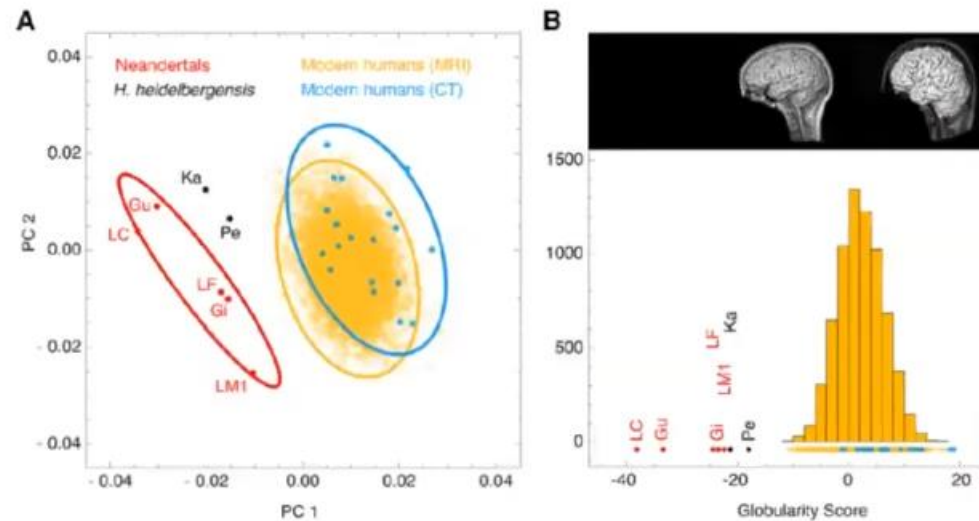 A
B
Neandertals
Modern humans (MRI)
H. heidelbergensis
Modern humans (CT)
0.04
0.02
0.00
- 0.02
- 0.04
PC 2
Ka
Gu
Pe
LC
LF
Gi
LM1
- 0.04
- 0.02
0.00
0.02
0.04
PC 1
1500
1000
500
0
LF
Ka
LM1
LC
Gu
Gi
Pe
-40
-20
0
20
Globularity Score